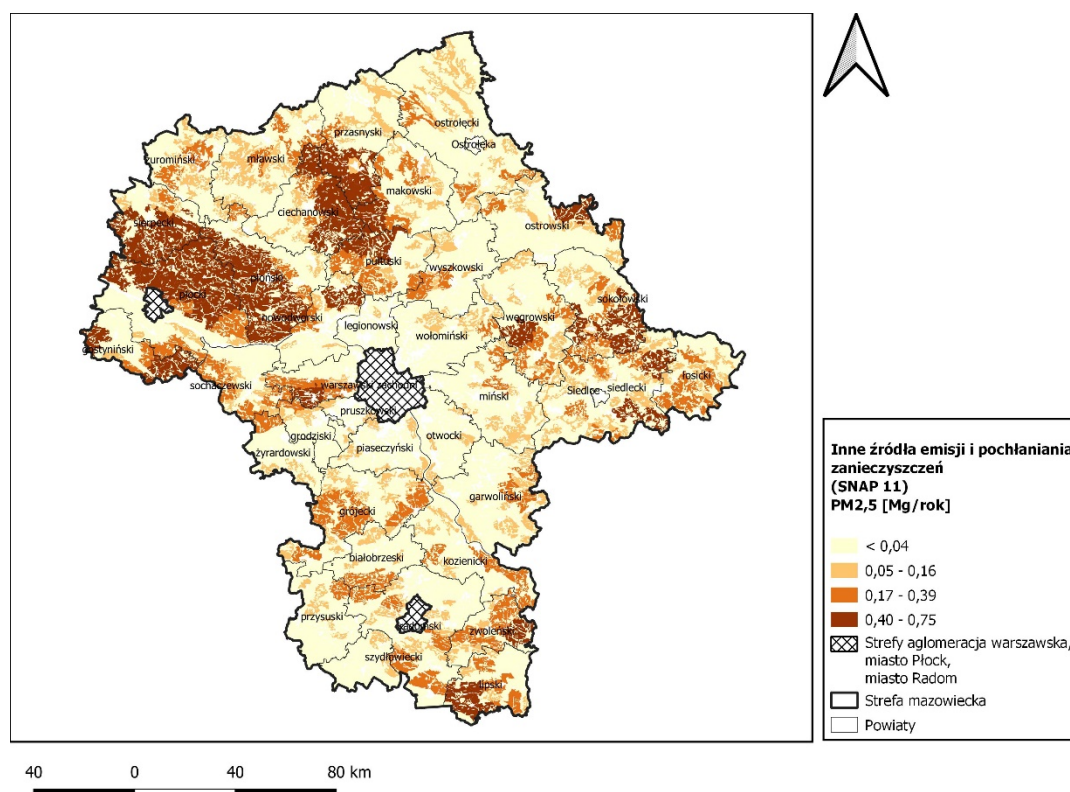 ostrołęcki
Ostrołęka
przasnyski
żuromiński
mławski
makowski
ciechanowski
sierpecki
ostrowski
pułtuski
wyszkowski
płoński
płocki
sokołowski
nowodworski
legionowski
węgrowski
wołomiński
gostyniński
sochaczewski
warszawski zachodni
łosicki
Siedlce
siedlecki
miński
pruszkowski
grodziski
otwocki
żyrardowski
piaseczyński
garwoliński
grójecki
białobrzeski
kozienicki
przysuski
radomski
zwoleński
szydłowiecki
lipski
Inne źródła emisji i pochłaniania
zanieczyszczeń
(SNAP 11)
PM2,5 [Mg/rok]
< 0,04
0,05 - 0,16
0,17 - 0,39
0,40 - 0,75
Strefy aglomeracja warszawska,
miasto Płock,
miasto Radom
Strefa mazowiecka
Powiaty
40 0 40 80 km